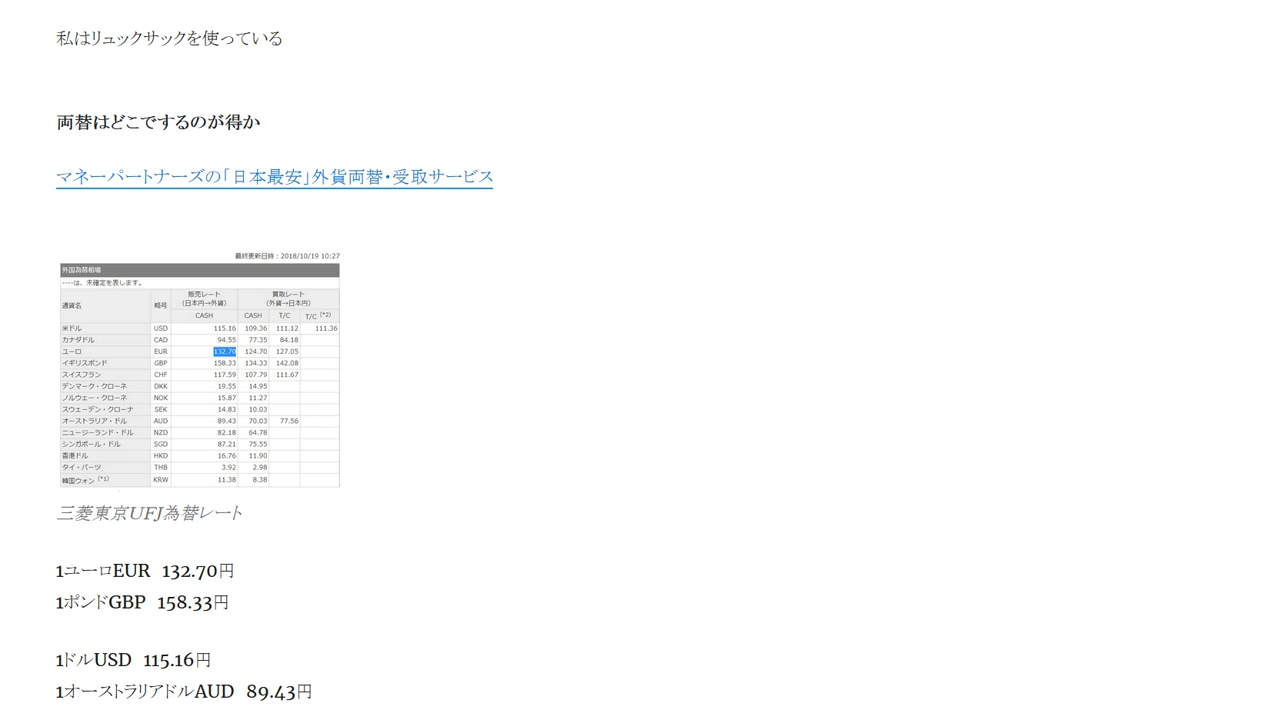 私はリュックサックを使っている
両替はどこでするのが得か
マネーパートナーズの「日本最安」外貨両替・受取サービス
最終更新日時：2018/10/19 10:27
外国為替相場
----は、未確定を表します。
通貨名 略号 販売レート（日本円→外貨） 買取レート（外貨→日本円）
CASH CASH T/C T/C (*2)
米ドル USD 115.16 109.36 111.12 111.36
カナダドル CAD 94.55 77.35 84.18
ユーロ EUR 132.70 124.70 127.05
イギリスポンド GBP 158.33 134.33 142.08
スイスフラン CHF 117.59 107.79 111.67
デンマーク・クローネ DKK 19.55 14.95
ノルウェー・クローネ NOK 15.87 11.27
スウェーデン・クローナ SEK 14.83 10.03
オーストラリア・ドル AUD 89.43 70.03 77.56
ニュージーランド・ドル NZD 82.18 64.78
シンガポール・ドル SGD 87.21 75.55
香港ドル HKD 16.76 11.90
タイ・バーツ THB 3.92 2.98
韓国ウォン (*1) KRW 11.38 8.38
三菱東京UFJ為替レート
1ユーロEUR 132.70円
1ポンドGBP 158.33円
1ドルUSD 115.16円
1オーストラリアドルAUD 89.43円